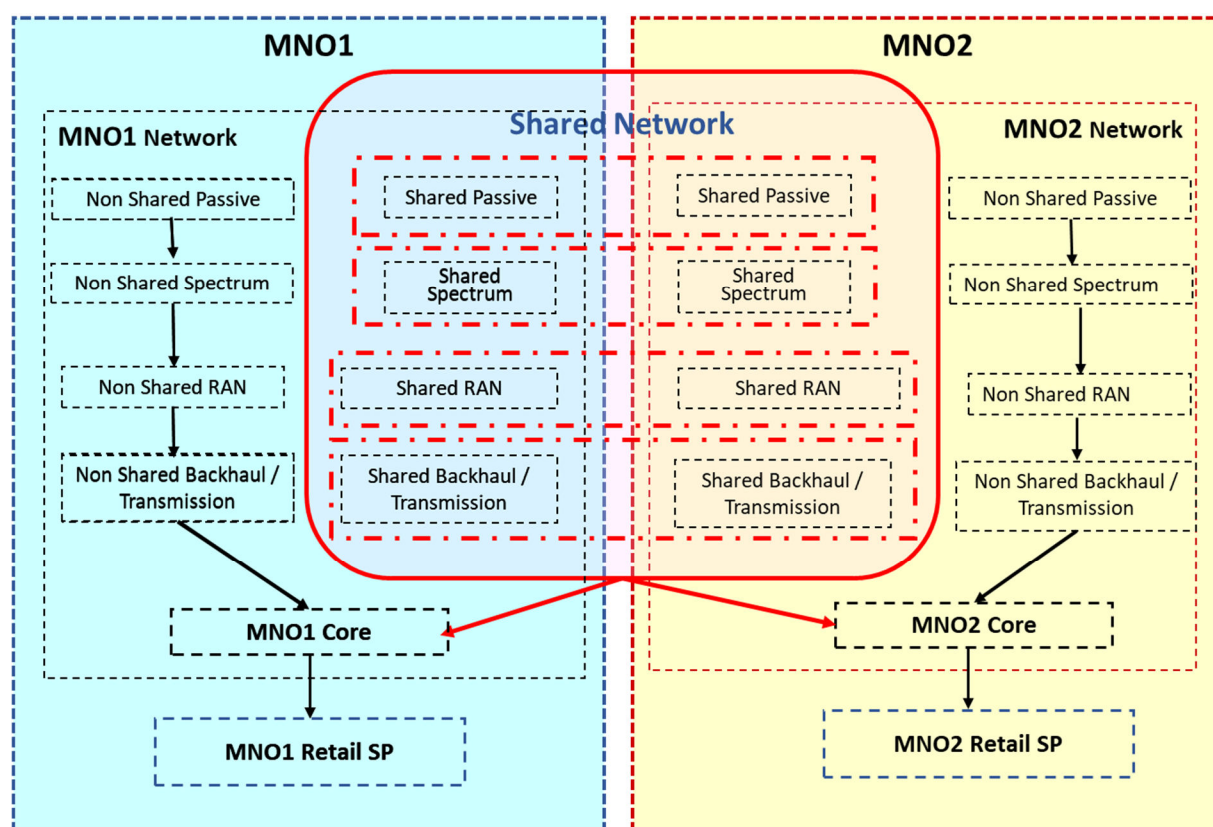 MNO1
MNO2
Shared Network
MNO1 Network
MNO2 Network
Non Shared Passive
Shared Passive
Shared Passive
Non Shared Passive
Non Shared Spectrum
Shared
Spectrum
Shared
Spectrum
Non Shared Spectrum
Non Shared RAN
Shared RAN
Shared RAN
Non Shared RAN
Non Shared Backhaul /
Transmission
Shared Backhaul /
Transmission
Shared Backhaul /
Transmission
Non Shared Backhaul /
Transmission
MNO1 Core
MNO2 Core
MNO1 Retail SP
MNO2 Retail SP